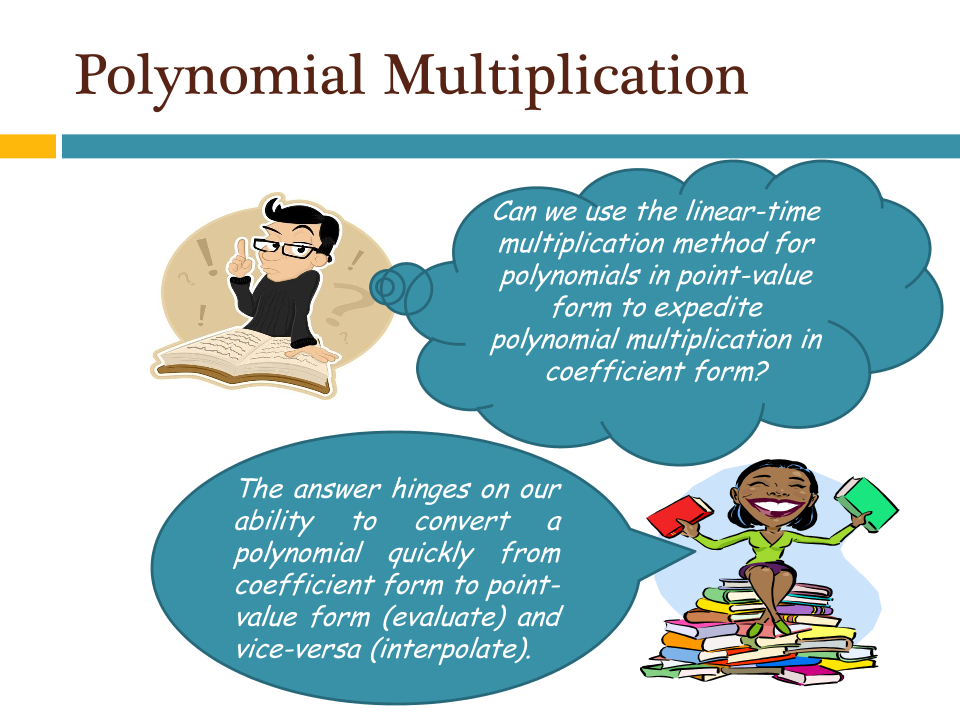 Polynomial Multiplication
Can we use the linear-time
multiplication method for
polynomials in point-value
form to expedite
polynomial multiplication in
coefficient form?
The answer hinges on our
ability to convert a
polynomial quickly from
coefficient form to point-
value form (evaluate) and
vice-versa (interpolate).